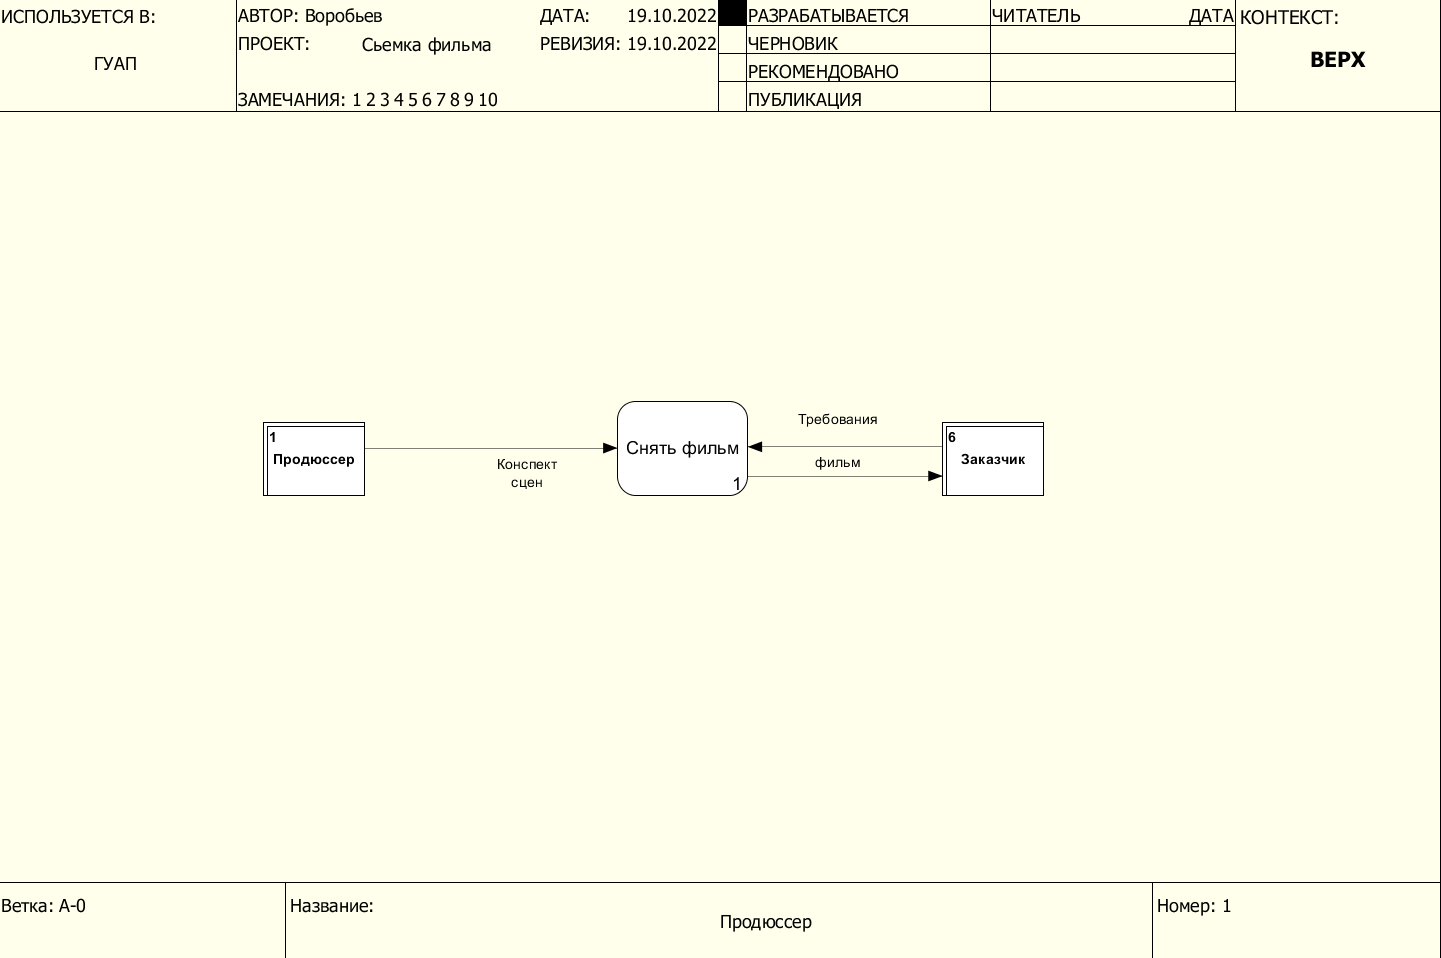 ИСПОЛЬЗУЕТСЯ В:
ГУАП
АВТОР: Воробьев
ДАТА: 19.10.2022
ПРОЕКТ: Сьемка фильма
РЕВИЗИЯ: 19.10.2022
ЗАМЕЧАНИЯ: 1 2 3 4 5 6 7 8 9 10
РАЗРАБАТЫВАЕТСЯ
ЧЕРНОВИК
РЕКОМЕНДОВАНО
ПУБЛИКАЦИЯ
ЧИТАТЕЛЬ ДАТА
КОНТЕКСТ:
ВЕРХ
1
Продюссер
Конспект
сцен
Снять фильм
1
Требования
фильм
6
Заказчик
Ветка: A-0
Название:
Продюссер
Номер: 1